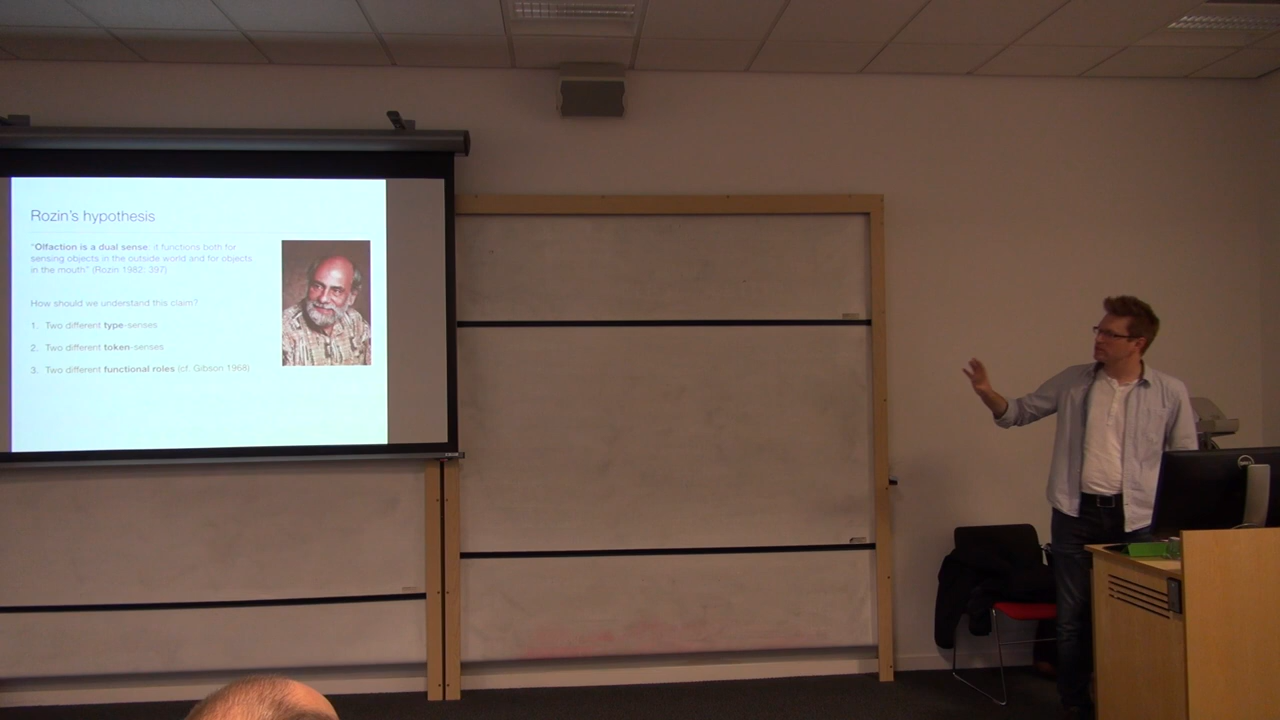 Rozin's hypothesis
"Olfaction is a dual sense: it functions both for
sensing objects in the outside world and for objects
in the mouth" (Rozin 1982: 397)
How should we understand this claim?
1. Two different type-senses
2. Two different token-senses
3. Two different functional roles (cf. Gibson 1968)
DELL